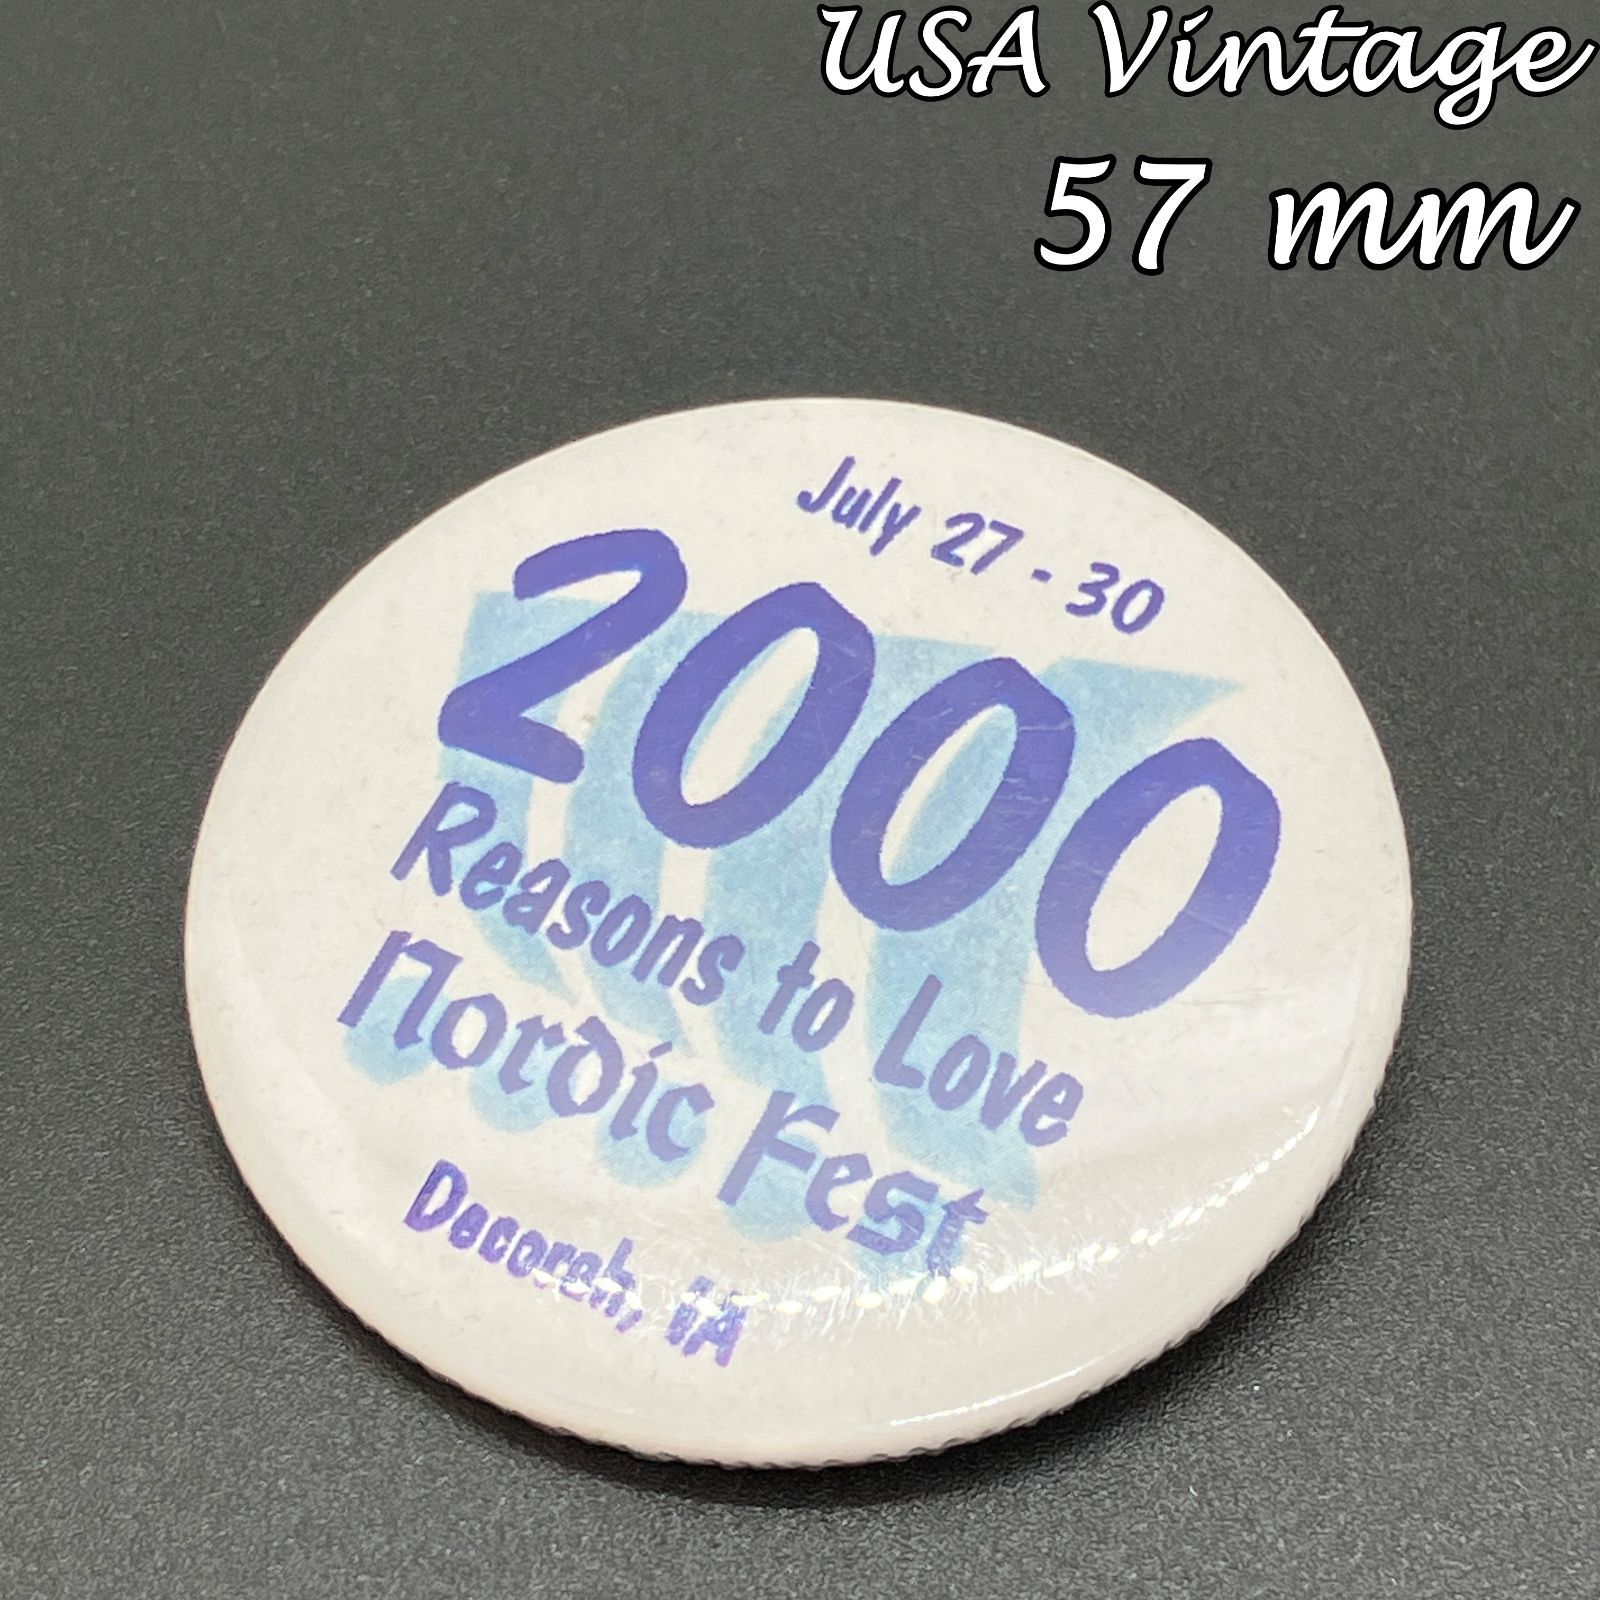 USA Vintage
57 mm
July 27 - 30
2000
Reasons to Love
Nordic Fest
Decorah, IA